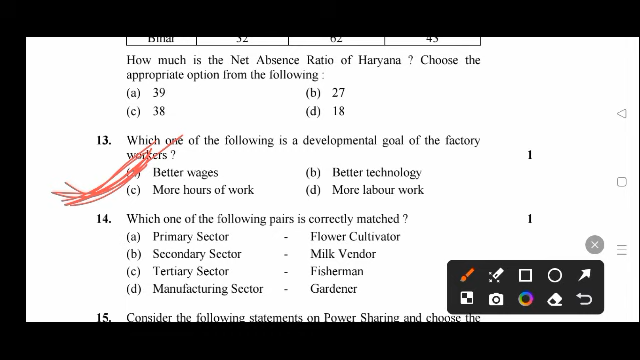 Bihar 32 62 45
How much is the Net Absence Ratio of Haryana ? Choose the
appropriate option from the following :
(a) 39 (b) 27
(c) 38 (d) 18
13. Which one of the following is a developmental goal of the factory
workers ? 1
(a) Better wages (b) Better technology
(c) More hours of work (d) More labour work
14. Which one of the following pairs is correctly matched ? 1
(a) Primary Sector - Flower Cultivator
(b) Secondary Sector - Milk Vendor
(c) Tertiary Sector - Fisherman
(d) Manufacturing Sector - Gardener
15. Consider the following statements on Power Sharing and choose the